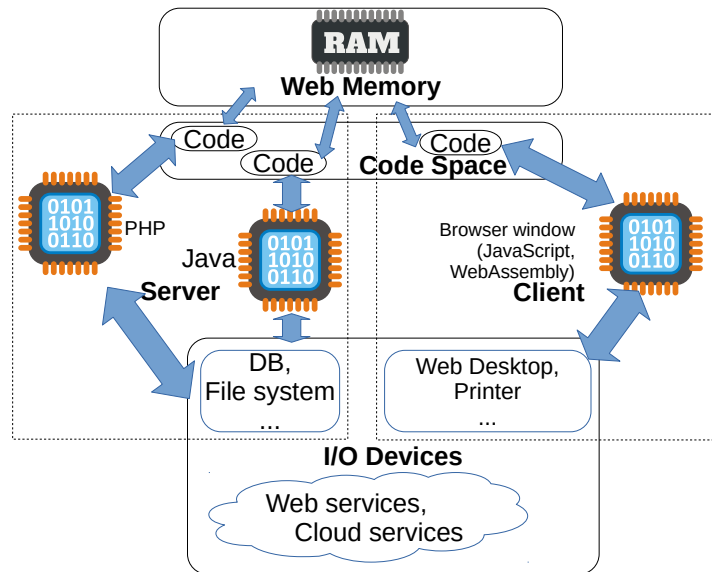 RAM
Web Memory
Code
Code
Code
Code Space
0101
1010
0110
PHP
Java
0101
1010
0110
Browser window
(JavaScript,
WebAssembly)
0101
1010
0110
Server
Client
DB,
File system
...
Web Desktop,
Printer
...
I/O Devices
Web services,
Cloud services